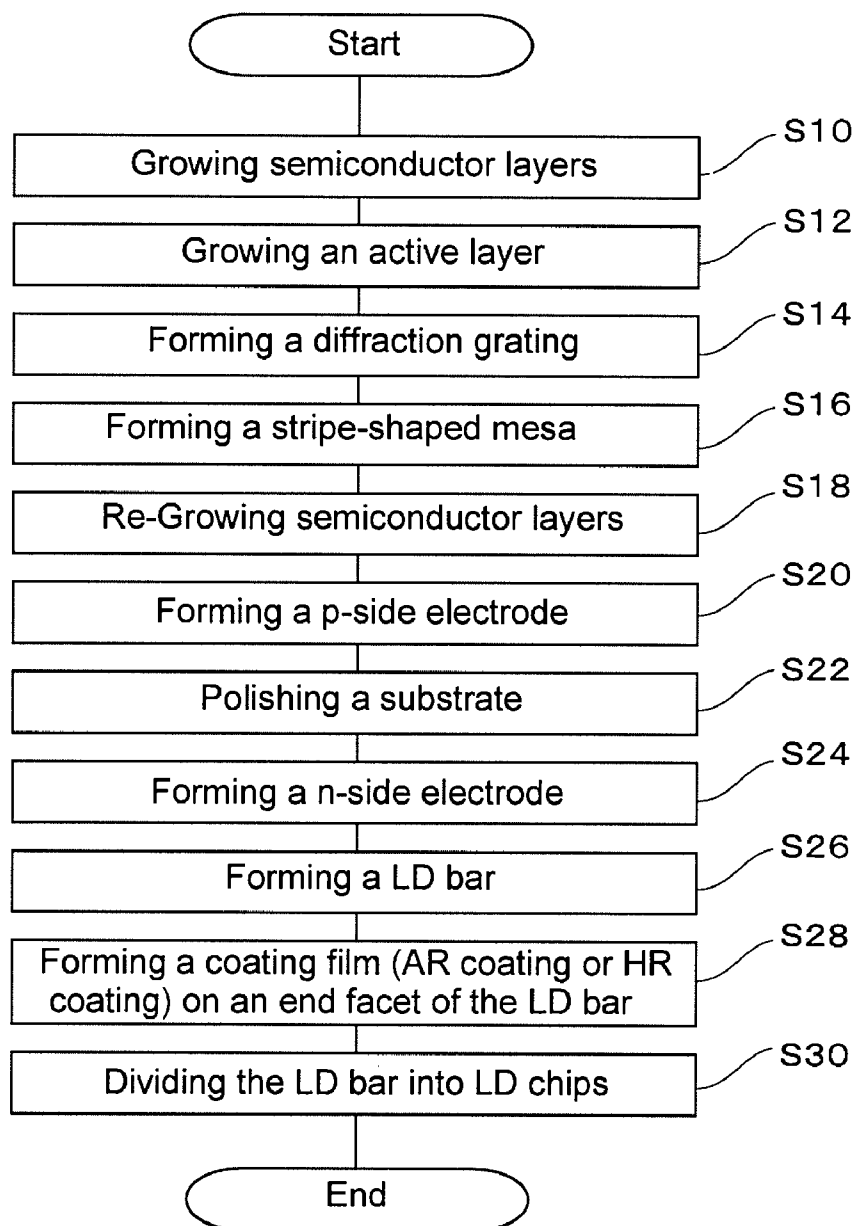 Start
S10
Growing semiconductor layers
S12
Growing an active layer
S14
Forming a diffraction grating
S16
Forming a stripe-shaped mesa
S18
Re-Growing semiconductor layers
S20
Forming a p-side electrode
S22
Polishing a substrate
S24
Forming a n-side electrode
S26
Forming a LD bar
S28
Forming a coating film (AR coating or HR
coating) on an end facet of the LD bar
S30
Dividing the LD bar into LD chips
End